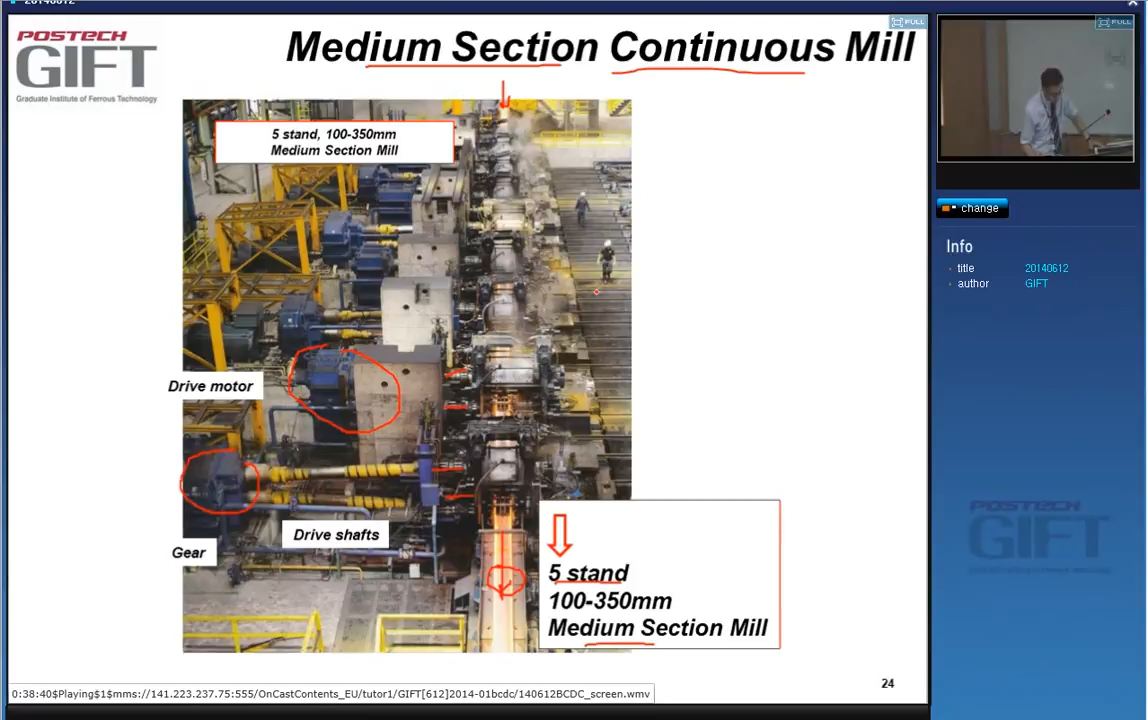 20140612
POSTECH
GIFT
Graduate Institute of Ferrous Technology
Medium Section Continuous Mill
FULL
5 stand, 100-350mm
Medium Section Mill
Drive motor
Drive shafts
Gear
5 stand
100-350mm
Medium Section Mill
24
0:38:40$Playing$1$mms://141.223.237.75:555/OnCastContents_EU/tutor1/GIFT[612]2014-01bcdc/140612BCDC_screen.wmv
FULL
change
Info
title 20140612
author GIFT
POSTECH
GIFT